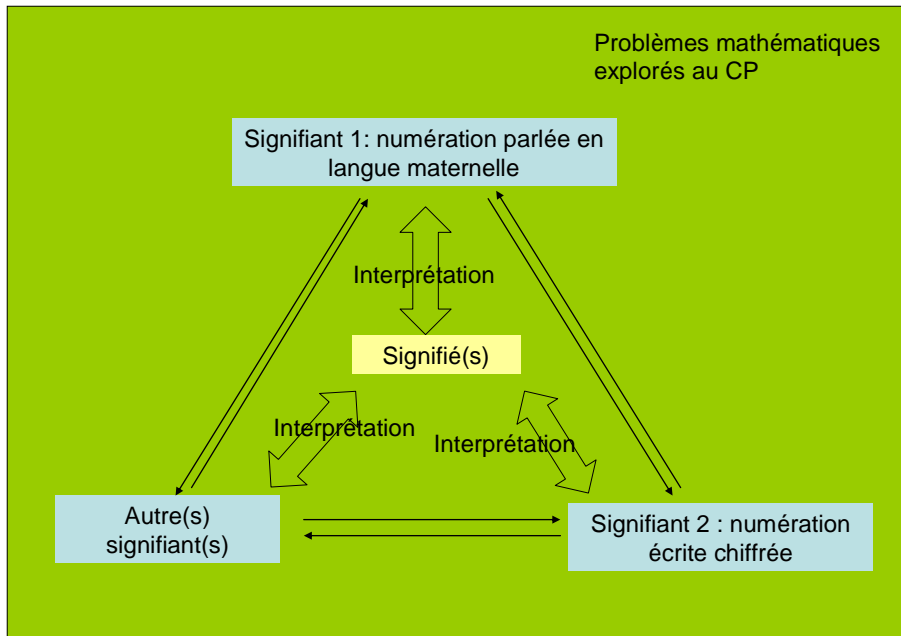 Problèmes mathématiques
explorés au CP
Signifiant 1: numération parlée en
langue maternelle
Interprétation
Signifié(s)
Interprétation
Interprétation
Autre(s)
signifiant(s)
Signifiant 2 : numération
écrite chiffrée